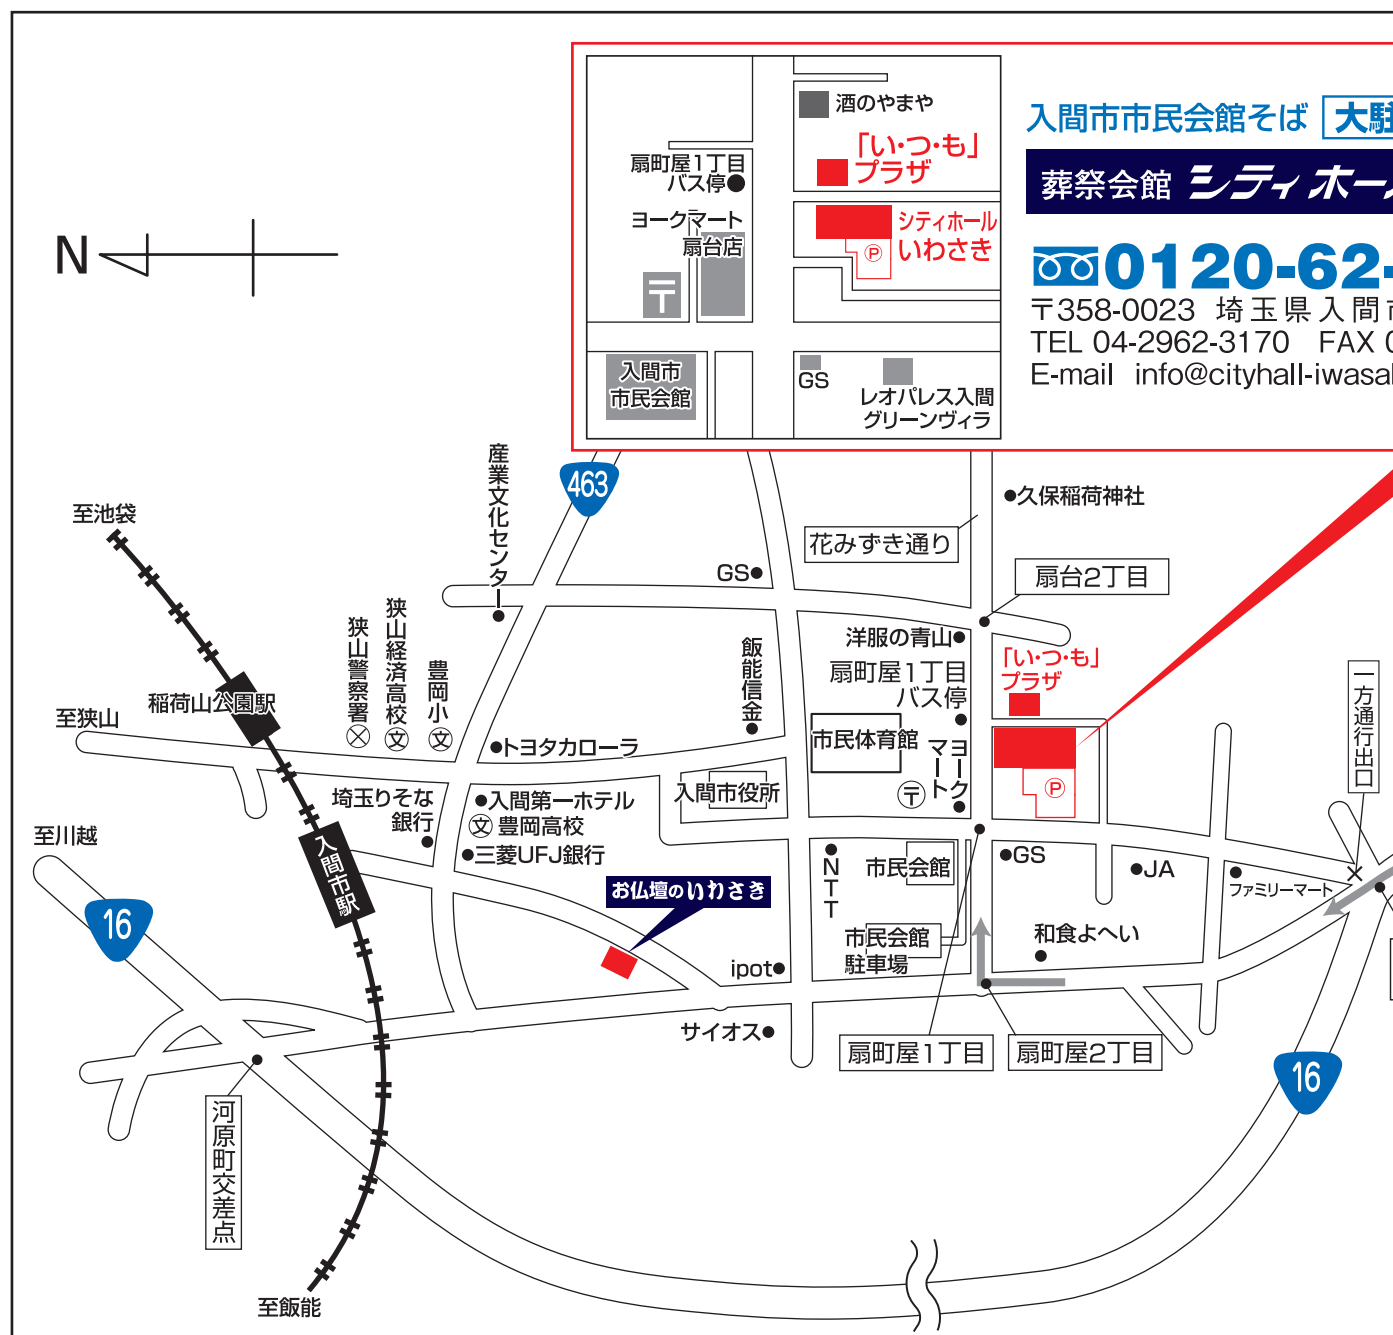 N
酒のやまや
「い・つ・も」
プラザ
扇町屋1丁目
バス停
ヨークマート
扇台店
〒
シティホール
いわさき
P
入間市
市民会館
GS
レオパレス入間
グリーンヴィラ
入間市市民会館そば 大駐
葬祭会館 シティホー
0120-62-
〒358-0023 埼玉県入間市
TEL 04-2962-3170 FAX 0
E-mail info@cityhall-iwasa
463
産業文化センター
至池袋
久保稲荷神社
花みずき通り
GS
扇台2丁目
狭山警察署
狭山経済高校
文
豊岡小
文
飯能信金
洋服の青山
扇町屋1丁目
バス停
「い・つ・も」
プラザ
一方通行出口
稲荷山公園駅
至狭山
トヨタカローラ
市民体育館
ヨークマート
〒
P
入間市役所
埼玉りそな
銀行
入間第一ホテル
文 豊岡高校
三菱UFJ銀行
至川越
入間市駅
NTT
市民会館
GS
JA
ファミリーマート
お仏壇のいわさき
16
市民会館
駐車場
和食よへい
ipot
サイオス
扇町屋1丁目
扇町屋2丁目
16
河原町交差点
至飯能